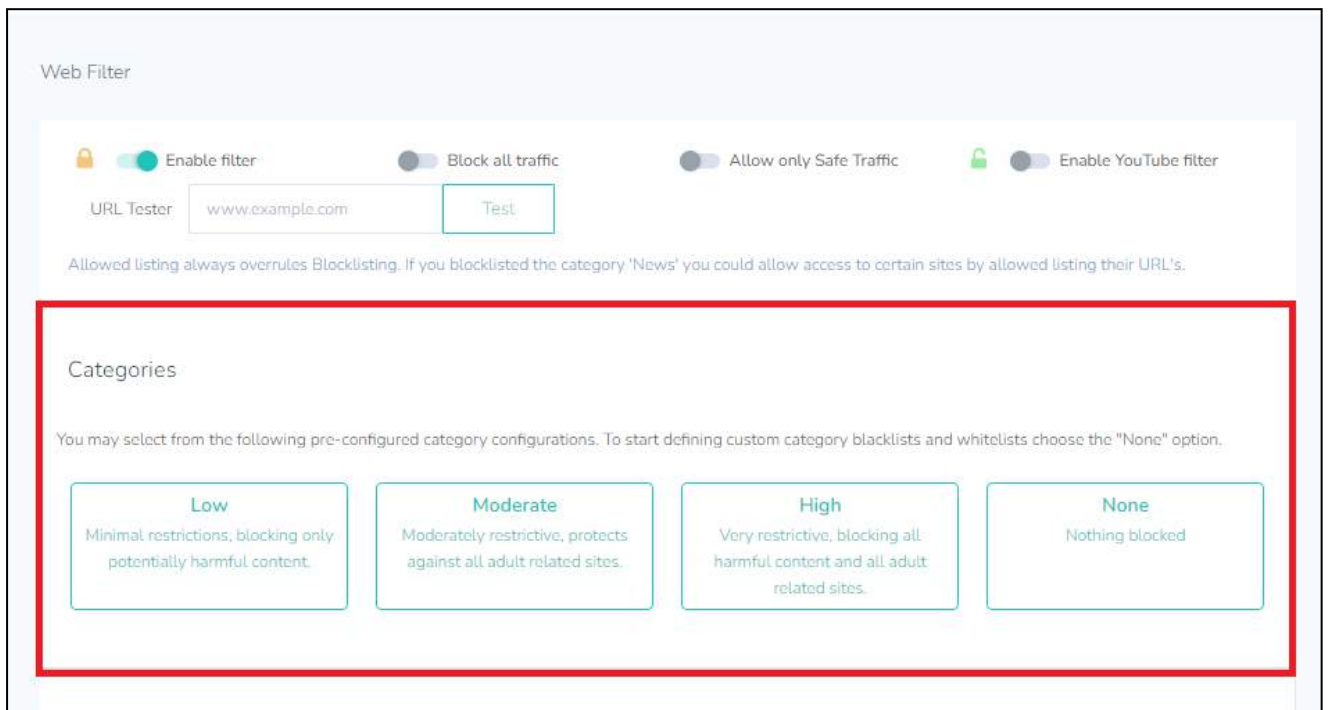 Web Filter
Enable filter
Block all traffic
Allow only Safe Traffic
Enable YouTube filter
URL Tester
www.example.com
Test
Allowed listing always overrules Blocklisting. If you blocklisted the category 'News' you could allow access to certain sites by allowed listing their URL's.
Categories
You may select from the following pre-configured category configurations. To start defining custom category blacklists and whitelists choose the "None" option.
Low
Minimal restrictions, blocking only
potentially harmful content.
Moderate
Moderately restrictive, protects
against all adult related sites.
High
Very restrictive, blocking all
harmful content and all adult
related sites.
None
Nothing blocked